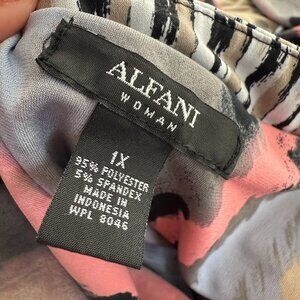 ALFANI
WOMAN
1X
95% POLYESTER
5% SPANDEX
MADE IN
INDONESIA
WPL 8046